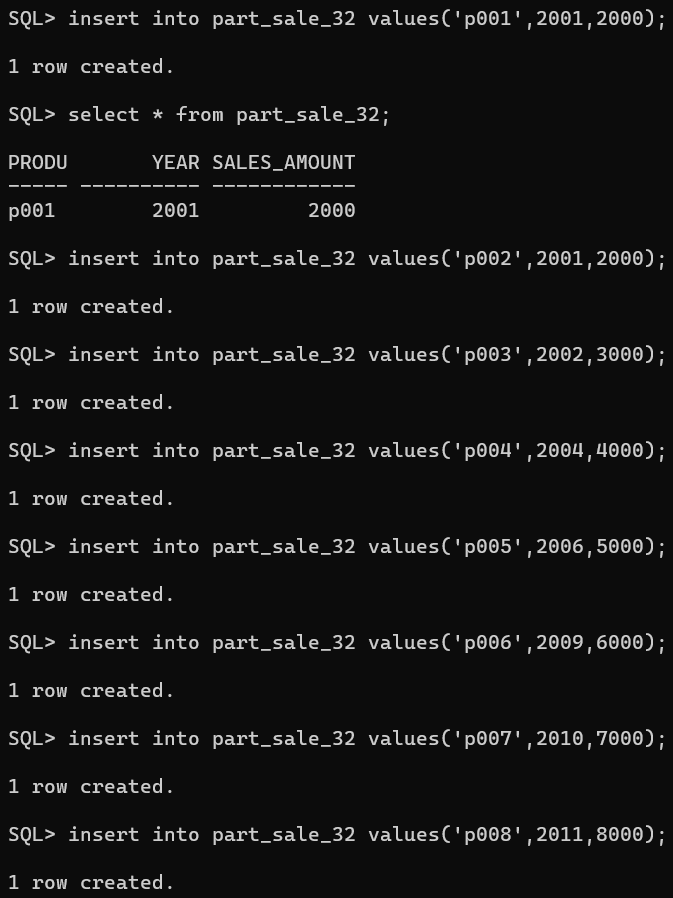 SQL> insert into part_sale_32 values('p001',2001,2000);
1 row created.
SQL> select * from part_sale_32;
PRODU       YEAR SALES_AMOUNT
----- ---------- ------------
p001        2001         2000
SQL> insert into part_sale_32 values('p002',2001,2000);
1 row created.
SQL> insert into part_sale_32 values('p003',2002,3000);
1 row created.
SQL> insert into part_sale_32 values('p004',2004,4000);
1 row created.
SQL> insert into part_sale_32 values('p005',2006,5000);
1 row created.
SQL> insert into part_sale_32 values('p006',2009,6000);
1 row created.
SQL> insert into part_sale_32 values('p007',2010,7000);
1 row created.
SQL> insert into part_sale_32 values('p008',2011,8000);
1 row created.